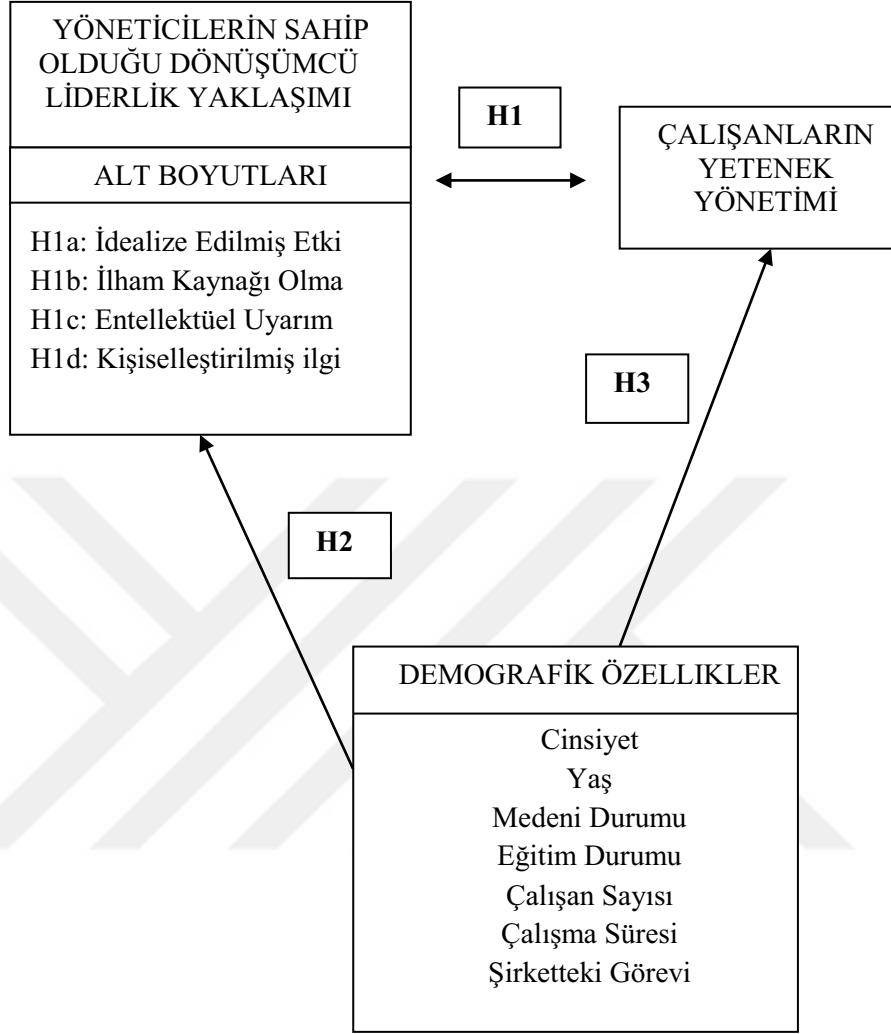 YÖNETİCİLERİN SAHİP
OLDUĞU DÖNÜŞÜMCÜ
LİDERLİK YAKLAŞIMI
ALT BOYUTLARI
H1a: İdealize Edilmiş Etki
H1b: İlham Kaynağı Olma
H1c: Entellektüel Uyarım
H1d: Kişiselleştirilmiş ilgi
H1
ÇALIŞANLARIN
YETENEK
YÖNETİMİ
H3
H2
DEMOGRAFİK ÖZELLIKLER
Cinsiyet
Yaş
Medeni Durumu
Eğitim Durumu
Çalışan Sayısı
Çalışma Süresi
Şirketteki Görevi